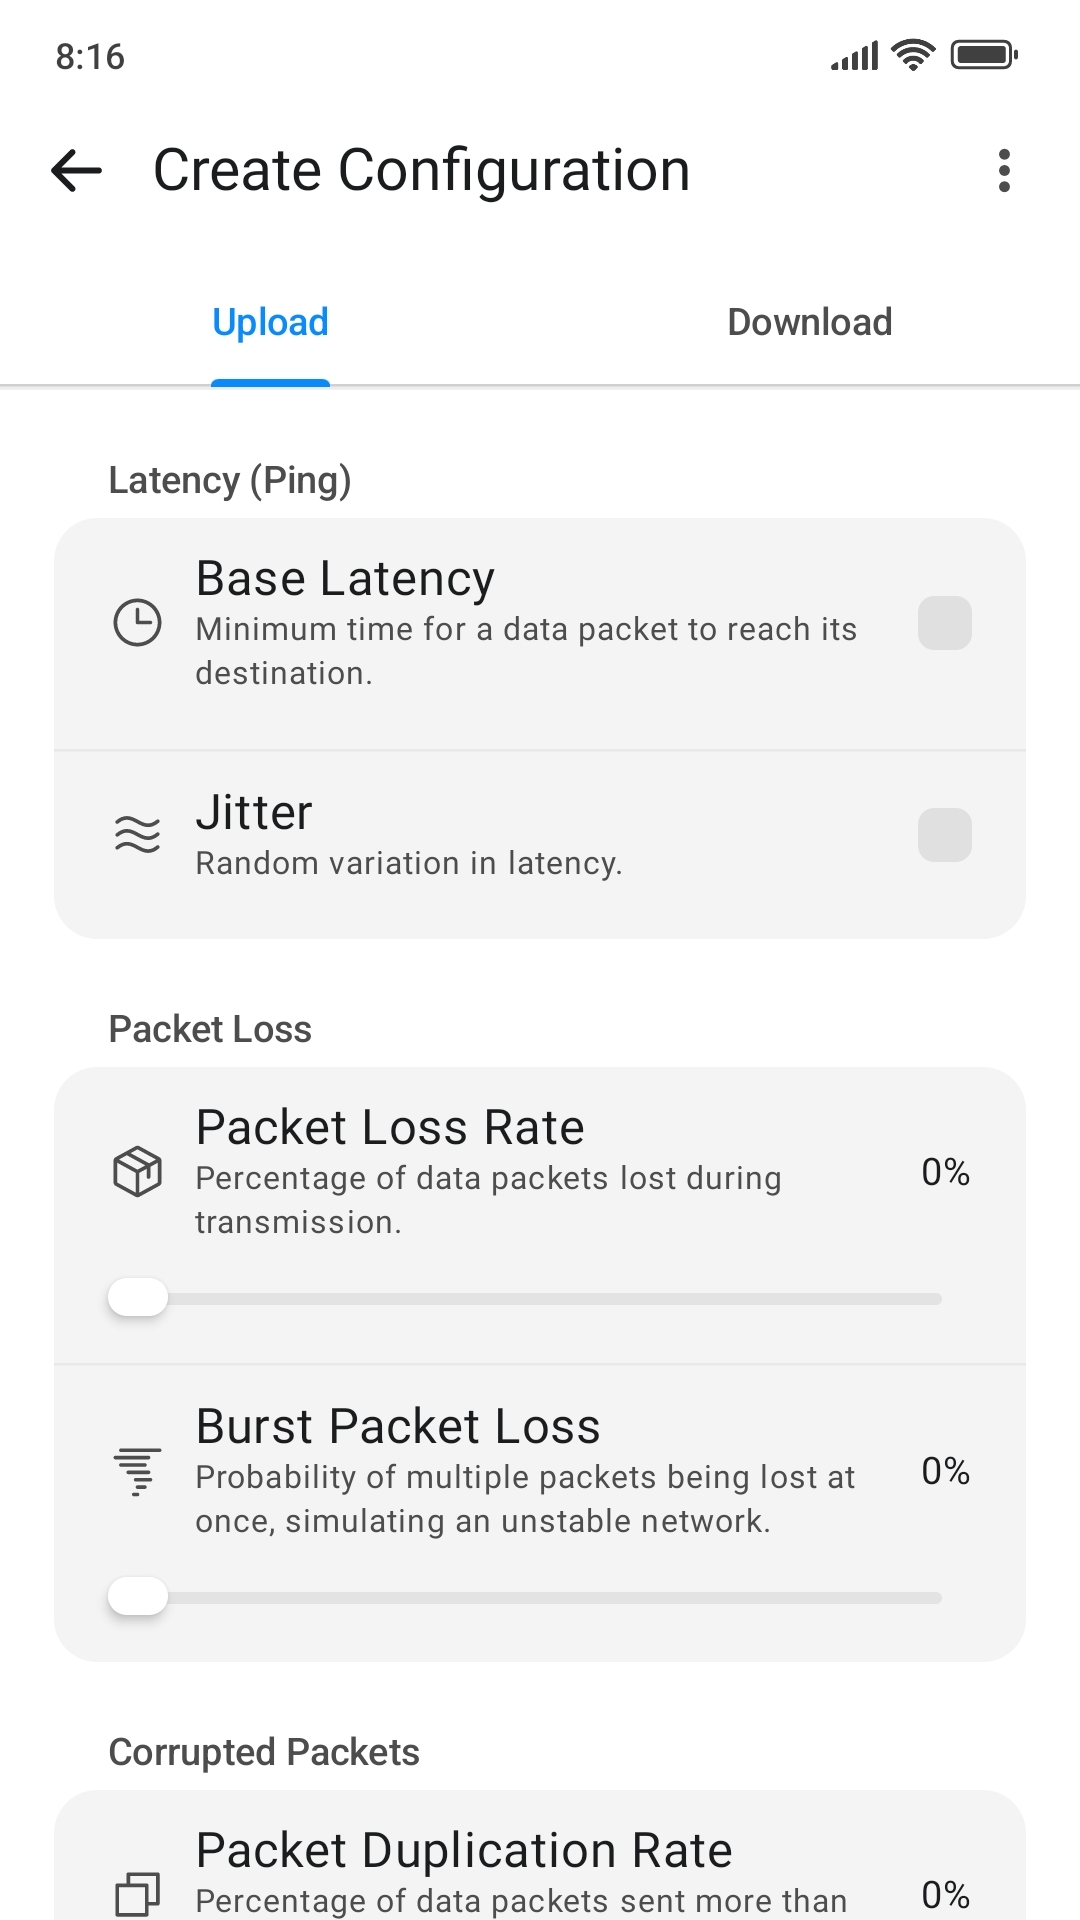 8:16
Create Configuration
Upload
Download
Latency (Ping)
Base Latency
Minimum time for a data packet to reach its
destination.
Jitter
Random variation in latency.
Packet Loss
Packet Loss Rate
Percentage of data packets lost during
transmission.
0%
Burst Packet Loss
Probability of multiple packets being lost at
once, simulating an unstable network.
0%
Corrupted Packets
Packet Duplication Rate
Percentage of data packets sent more than
0%